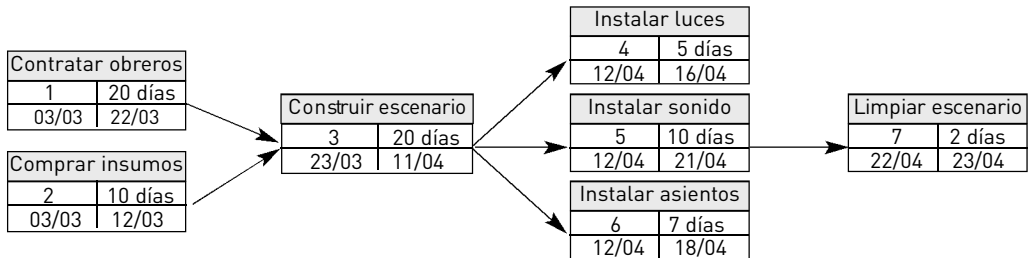 Contratar obreros
1 20 días
03/03 22/03
Comprar insumos
2 10 días
03/03 12/03
Construir escenario
3 20 días
23/03 11/04
Instalar luces
4 5 días
12/04 16/04
Instalar sonido
5 10 días
12/04 21/04
Instalar asientos
6 7 días
12/04 18/04
Limpiar escenario
7 2 días
22/04 23/04